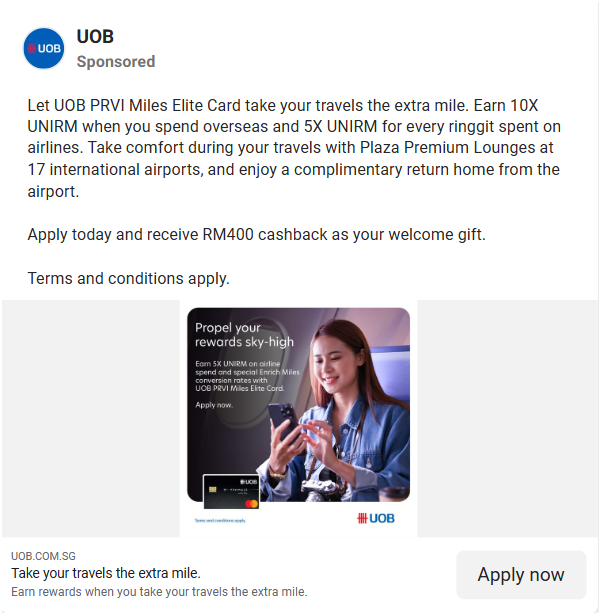 UOB
UOB
Sponsored
Let UOB PRVI Miles Elite Card take your travels the extra mile. Earn 10X
UNIRM when you spend overseas and 5X UNIRM for every ringgit spent on
airlines. Take comfort during your travels with Plaza Premium Lounges at
17 international airports, and enjoy a complimentary return home from the
airport.
Apply today and receive RM400 cashback as your welcome gift.
Terms and conditions apply.
Propel your
rewards sky-high
Earn 5X UNIRM on airline
spend and special Enrich Miles
conversion rates with
UOB PRVI Miles Elite Card.
Apply now.
UOB
Terms and conditions apply.
UOB
UOB.COM.SG
Take your travels the extra mile.
Earn rewards when you take your travels the extra mile.
Apply now